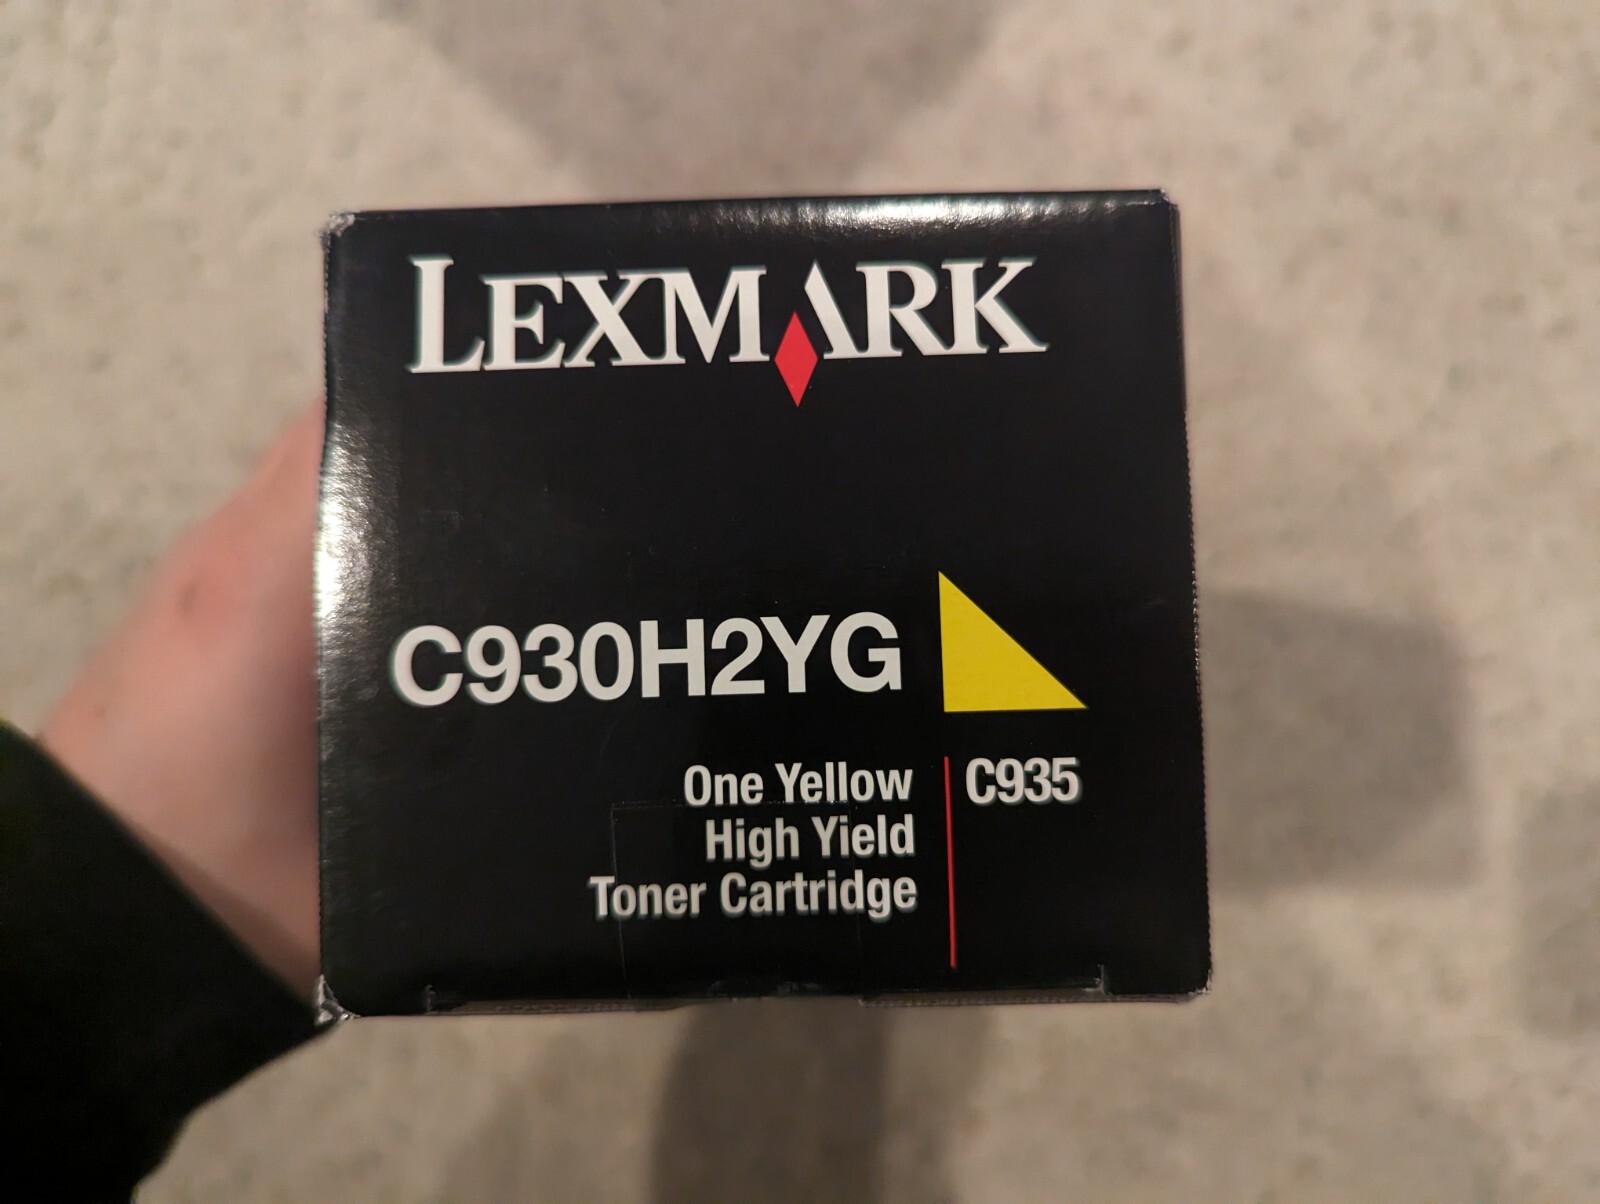 LEXMARK
C930H2YG
One Yellow
High Yield
Toner Cartridge
C935